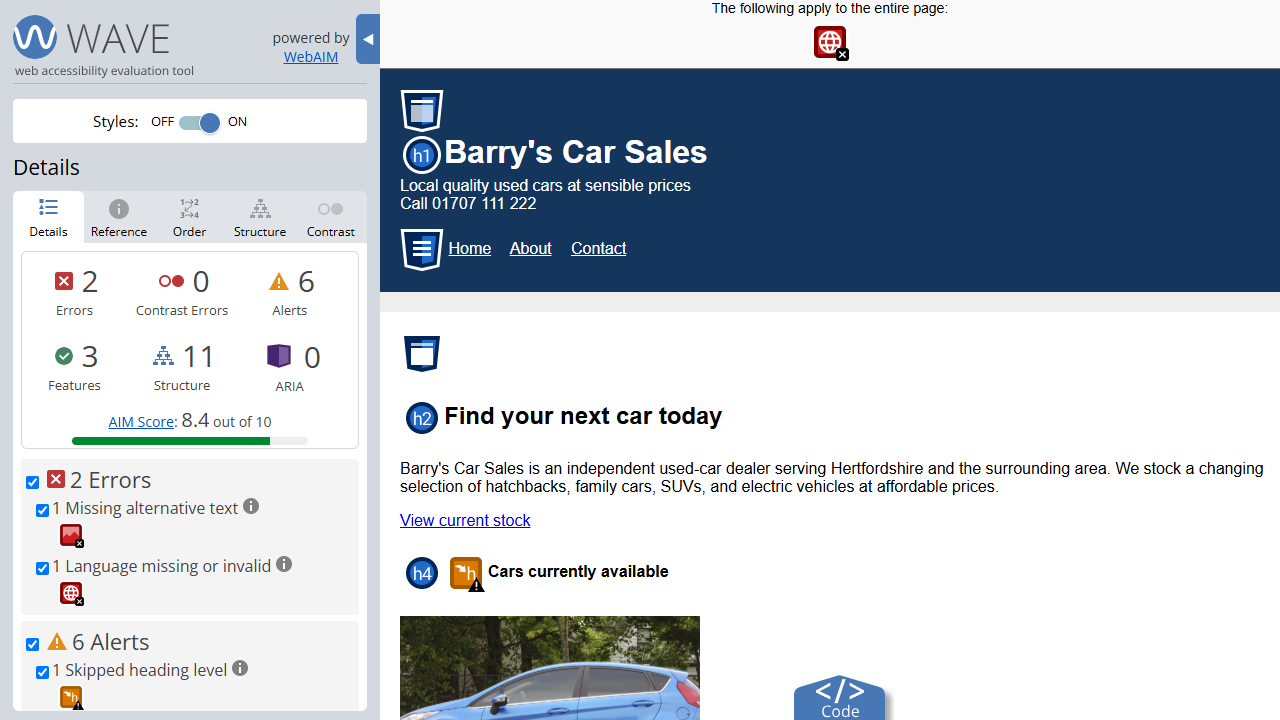 WAVE
web accessibility evaluation tool
powered by
WebAIM
Styles: OFF ON
Details
Details Reference Order Structure Contrast
2 Errors
0 Contrast Errors
6 Alerts
3 Features
11 Structure
0 ARIA
AIM Score: 8.4 out of 10
2 Errors
1 Missing alternative text
1 Language missing or invalid
6 Alerts
1 Skipped heading level
The following apply to the entire page:
h1 Barry's Car Sales
Local quality used cars at sensible prices
Call 01707 111 222
Home About Contact
h2 Find your next car today
Barry's Car Sales is an independent used-car dealer serving Hertfordshire and the surrounding area. We stock a changing
selection of hatchbacks, family cars, SUVs, and electric vehicles at affordable prices.
View current stock
h4 h Cars currently available
</>
Code